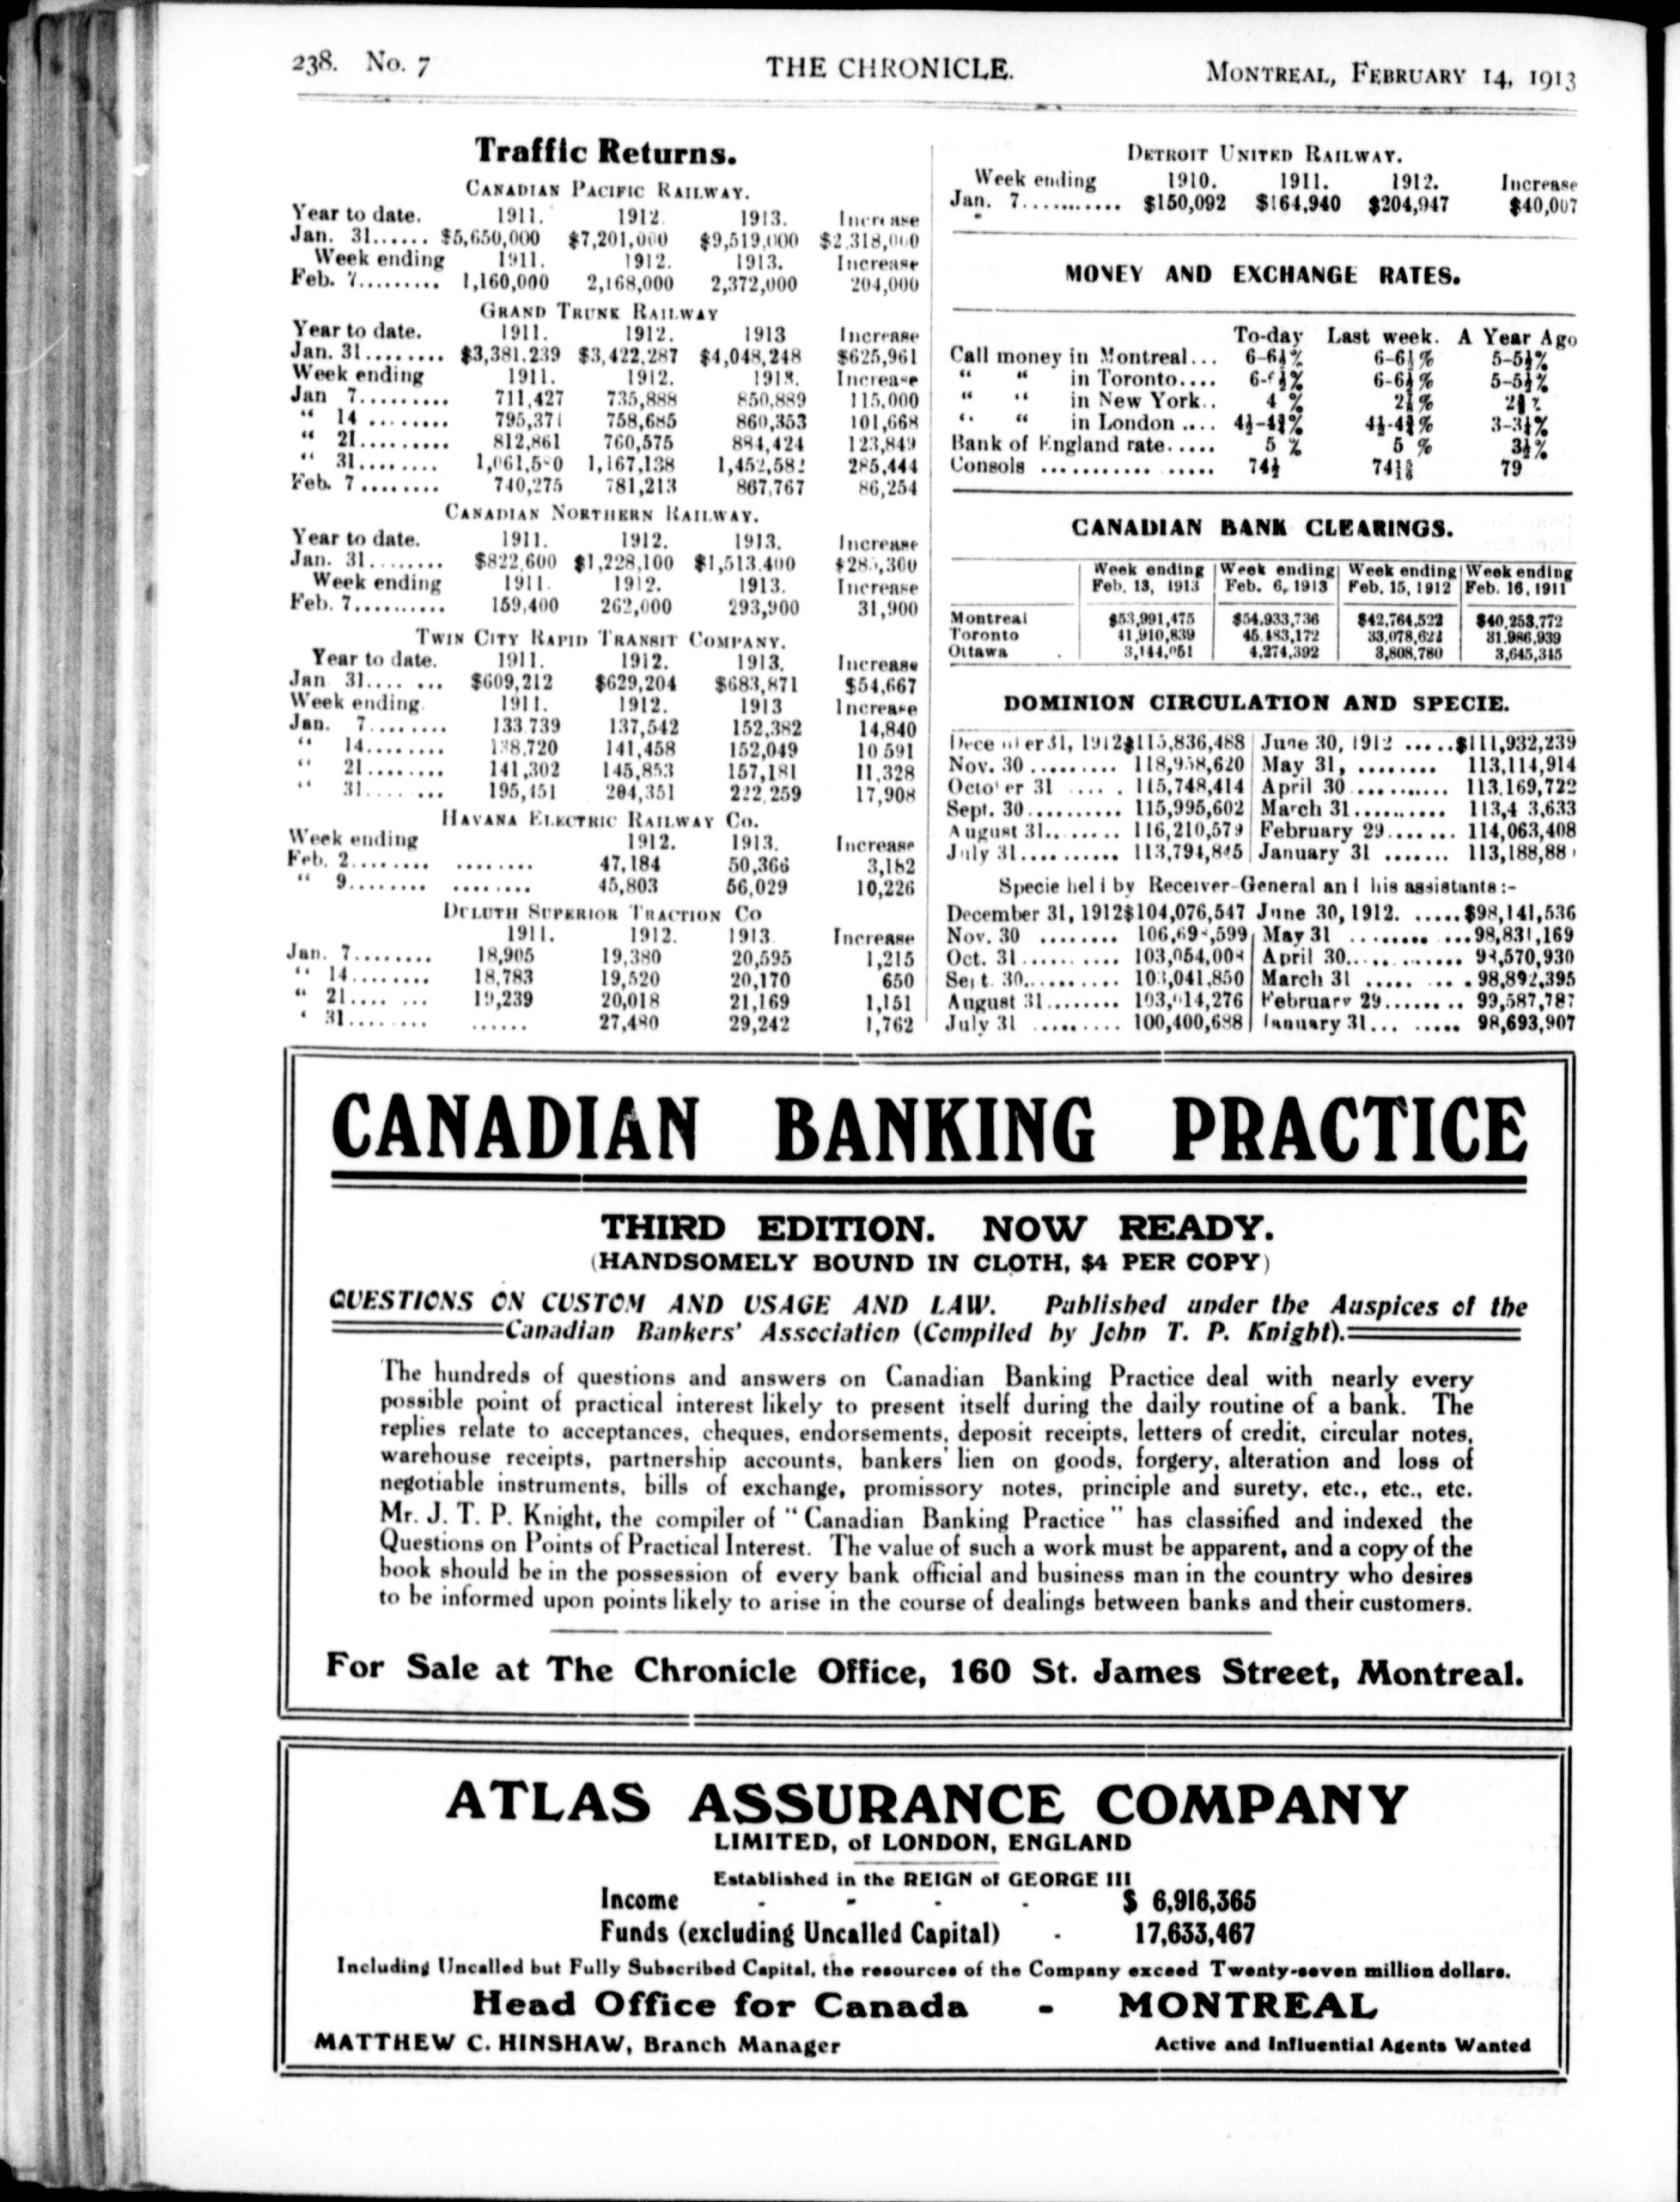 238. No. 7 THE CHRONICLE. MONTREAL, FEBRUARY 14, 1913
Traffic Returns.
CANADIAN PACIFIC RAILWAY.
Year to date. 1911. 1912. 1913. Increase
Jan. 31...... $5,650,000 $7,201,000 $9,519,000 $2,318,000
Week ending 1911. 1912. 1913. Increase
Feb. 7......... 1,160,000 2,168,000 2,372,000 204,000
GRAND TRUNK RAILWAY
Year to date. 1911. 1912. 1913 Increase
Jan. 31........ $3,381,239 $3,422,287 $4,048,248 $625,961
Week ending 1911. 1912. 1913. Increase
Jan 7......... 711,427 735,888 850,889 115,000
“ 14 ........ 795,371 758,685 860,353 101,668
“ 21......... 812,861 760,575 884,424 123,849
“ 31........ 1,167,138 1,452,582 285,444
Feb. 7........ 740,275 781,213 867,767 86,254
CANADIAN NORTHERN RAILWAY.
Year to date. 1911. 1912. 1913. Increase
Jan. 31........ $822,600 $1,228,100 $1,513,400 $285,300
Week ending 1911. 1912. 1913. Increase
Feb. 7.......... 159,400 262,000 293,900 31,900
TWIN CITY RAPID TRANSIT COMPANY.
Year to date. 1911. 1912. 1913. Increase
Jan 31.... ... $609,212 $629,204 $683,871 $54,667
Week ending. 1911. 1912. 1913 Increase
Jan. 7........ 133 739 137,542 152,382 14,840
“ 14........ 138,720 141,458 152,049 10 591
“ 21........ 141,302 145,853 157,181 11,328
“ 31........ 195,151 204,351 222,259 17,908
HAVANA ELECTRIC RAILWAY CO.
Week ending 1912. 1913. Increase
Feb. 2........ ........ 47,184 50,366 3,182
“ 9........ ........ 45,803 56,029 10,226
DULUTH SUPERIOR TRACTION CO
1911. 1912. 1913. Increase
Jan. 7......... 18,905 19,380 20,595 1,215
“ 14........ 18,783 19,520 20,170 650
“ 21.... ... 19,239 20,018 21,169 1,151
‘ 31........ ...... 27,480 29,242 1,762
DETROIT UNITED RAILWAY.
Week ending 1910. 1911. 1912. Increase
Jan. 7.......... $150,092 $164,940 $204,947 $40,007
MONEY AND EXCHANGE RATES.
To-day Last week. A Year Ago
Call money in Montreal... 6-6½% 6-6½% 5-5½%
“ “ in Toronto.... 6-6½% 6-6½% 5-5½%
“ “ in New York.. 4 %
“ “ in London .... 3-3¼%
Bank of England rate..... 5 % 5 % 3½%
Consols ........... ..... 74½ 79
CANADIAN BANK CLEARINGS.
Week ending Feb. 13, 1913 Week ending Feb. 6, 1913 Week ending Feb. 15, 1912 Week ending Feb. 16, 1911
Montreal $53,991,475 $54,933,736 $42,764,522 $40,253,772
Toronto 41,910,839 45,483,172 33,078,622 31,986,939
Ottawa 4,274,392 3,808,780 3,645,315
DOMINION CIRCULATION AND SPECIE.
December 31, 1912 $115,836,488 June 30, 1912 .....$111,932,239
Nov. 30 ......... 118,958,620 May 31, ........ 113,114,914
October 31 .... . 115,748,414 April 30 .......... 113,169,722
Sept. 30.......... 115,995,602 March 31..........
August 31........ 116,210,579 February 29....... 114,063,408
July 31.......... 113,794,845 January 31 .......
Specie held by Receiver-General and his assistants:-
December 31, 1912 $104,076,547 June 30, 1912. .....$98,141,536
Nov. 30 ........ May 31 ........ ...98,831,169
Oct. 31.......... 103,054,008 April 30............ 98,570,930
Sept. 30.......... 103,041,850 March 31 ..... .. . 98,892,395
August 31........ 103,014,276 February 29....... 99,587,787
July 31 ......... 100,400,688 January 31... ..... 98,693,907
CANADIAN BANKING PRACTICE
THIRD EDITION. NOW READY.
(HANDSOMELY BOUND IN CLOTH, $4 PER COPY)
QUESTIONS ON CUSTOM AND USAGE AND LAW. Published under the Auspices of the
Canadian Bankers' Association (Compiled by John T. P. Knight).
The hundreds of questions and answers on Canadian Banking Practice deal with nearly every
possible point of practical interest likely to present itself during the daily routine of a bank. The
replies relate to acceptances, cheques, endorsements, deposit receipts, letters of credit, circular notes,
warehouse receipts, partnership accounts, bankers' lien on goods, forgery, alteration and loss of
negotiable instruments, bills of exchange, promissory notes, principle and surety, etc., etc., etc.
Mr. J. T. P. Knight, the compiler of “Canadian Banking Practice” has classified and indexed the
Questions on Points of Practical Interest. The value of such a work must be apparent, and a copy of the
book should be in the possession of every bank official and business man in the country who desires
to be informed upon points likely to arise in the course of dealings between banks and their customers.
For Sale at The Chronicle Office, 160 St. James Street, Montreal.
ATLAS ASSURANCE COMPANY
LIMITED, of LONDON, ENGLAND
Established in the REIGN of GEORGE III
Income - - - - $ 6,916,365
Funds (excluding Uncalled Capital) - 17,633,467
Including Uncalled but Fully Subscribed Capital, the resources of the Company exceed Twenty-seven million dollars.
Head Office for Canada - MONTREAL
MATTHEW C. HINSHAW, Branch Manager Active and Influential Agents Wanted